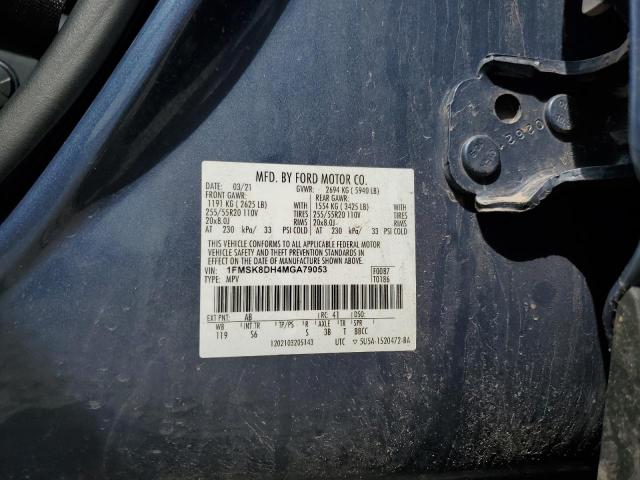 MFD. BY FORD MOTOR CO.
DATE: 03/21 GVWR: 2694 KG ( 5940 LB)
FRONT GAWR: REAR GAWR:
1191 KG ( 2625 LB) WITH 1554 KG ( 3425 LB) WITH
255/55R20 110V TIRES 255/55R20 110V TIRES
20x8.0J RIMS 20x8.0J RIMS
AT 230 kPa/ 33 PSI COLD AT 230 kPa/ 33 PSI COLD
THIS VEHICLE CONFORMS TO ALL APPLICABLE FEDERAL MOTOR
VEHICLE SAFETY AND THEFT PREVENTION STANDARDS IN EFFECT ON THE DATE OF
MANUFACTURE SHOWN ABOVE.
VIN: 1FMSK8DH4MGA79053 F0087
TYPE: MPV T0186
EXT PNT: AB RC: 41 DSO:
WB INT TR TP/PS R AXLE TR SPR
119 S6 S 3B T BBCC
1202103205143 UTC 5U5A-1520472-BA